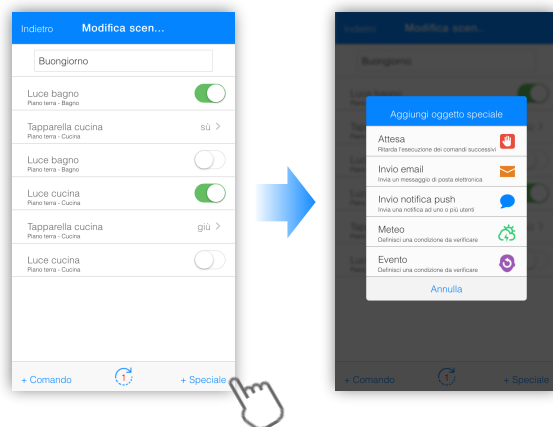 Indietro Modifica scen...
Buongiorno
Luce bagno
Piano terra - Bagno
Tapparella cucina sù >
Piano terra - Cucina
Luce bagno
Piano terra - Bagno
Luce cucina
Piano terra - Cucina
Tapparella cucina giù >
Piano terra - Cucina
Luce cucina
Piano terra - Cucina
+ Comando 1 + Speciale
Indietro Modifica scen..
Buongiorno
Aggiungi oggetto speciale
Attesa
Ritarda l'esecuzione dei comandi successivi
Invio email
Invia un messaggio di posta elettronica
Invio notifica push
Invia una notifica ad uno o più utenti
Meteo
Definisci una condizione da verificare
Evento
Definisci una condizione da verificare
Annulla
+ Comando 1 + Speciale